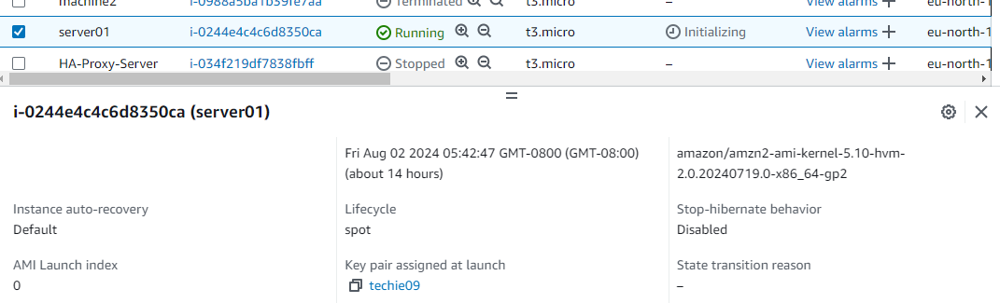 machine2 i-0988a5ba1b39fe7aa Terminated t3.micro – View alarms eu-north-1
server01 i-0244e4c4c6d8350ca Running t3.micro Initializing View alarms eu-north-1
HA-Proxy-Server i-034f219df7838fbff Stopped t3.micro – View alarms eu-north-1
i-0244e4c4c6d8350ca (server01)
Fri Aug 02 2024 05:42:47 GMT-0800 (GMT-08:00)
(about 14 hours)
amazon/amzn2-ami-kernel-5.10-hvm-
2.0.20240719.0-x86_64-gp2
Instance auto-recovery
Default
Lifecycle
spot
Stop-hibernate behavior
Disabled
AMI Launch index
0
Key pair assigned at launch
techie09
State transition reason
–